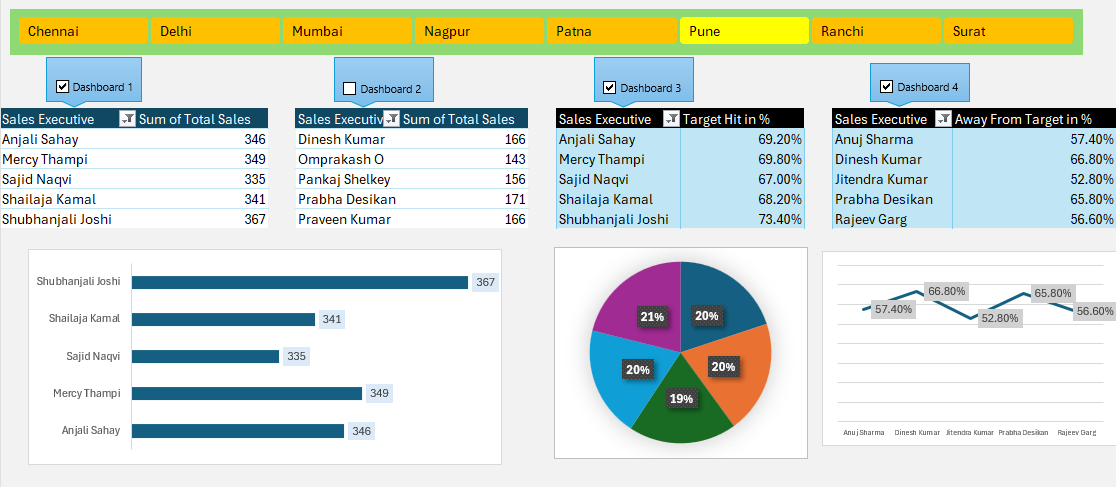 Chennai Delhi Mumbai Nagpur Patna Pune Ranchi Surat
Dashboard 1 Dashboard 2 Dashboard 3 Dashboard 4
Sales Executive Sum of Total Sales
Anjali Sahay 346
Mercy Thampi 349
Sajid Naqvi 335
Shailaja Kamal 341
Shubhanjali Joshi 367
Sales Executiv Sum of Total Sales
Dinesh Kumar 166
Omprakash O 143
Pankaj Shelkey 156
Prabha Desikan 171
Praveen Kumar 166
Sales Executive Target Hit in %
Anjali Sahay 69.20%
Mercy Thampi 69.80%
Sajid Naqvi 67.00%
Shailaja Kamal 68.20%
Shubhanjali Joshi 73.40%
Sales Executive Away From Target in %
Anuj Sharma 57.40%
Dinesh Kumar 66.80%
Jitendra Kumar 52.80%
Prabha Desikan 65.80%
Rajeev Garg 56.60%
Shubhanjali Joshi 367
Shailaja Kamal 341
Sajid Naqvi 335
Mercy Thampi 349
Anjali Sahay 346
21% 20%
20% 20%
19%
57.40% 66.80% 52.80% 65.80% 56.60%
Anuj Sharma Dinesh Kumar Jitendra Kumar Prabha Desikan Rajeev Garg